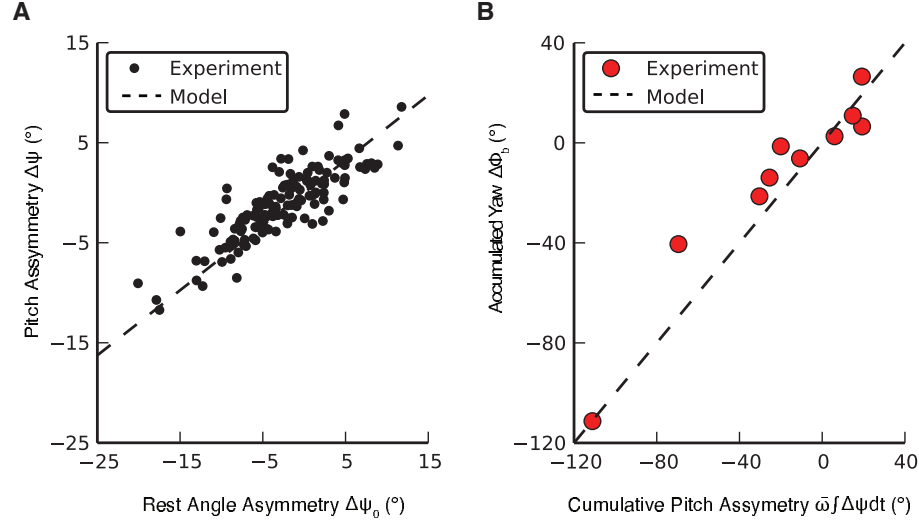 A
B
15
5
−5
−15
−25
Pitch Assymmetry Δψ (°)
Experiment
Model
−25
−15
−5
5
15
Rest Angle Asymmetry Δψ₀ (°)
40
0
−40
−80
−120
Accumulated Yaw ΔΦb (°)
Experiment
Model
−120
−80
−40
0
40
Cumulative Pitch Assymetry ω̄∫Δψdt (°)